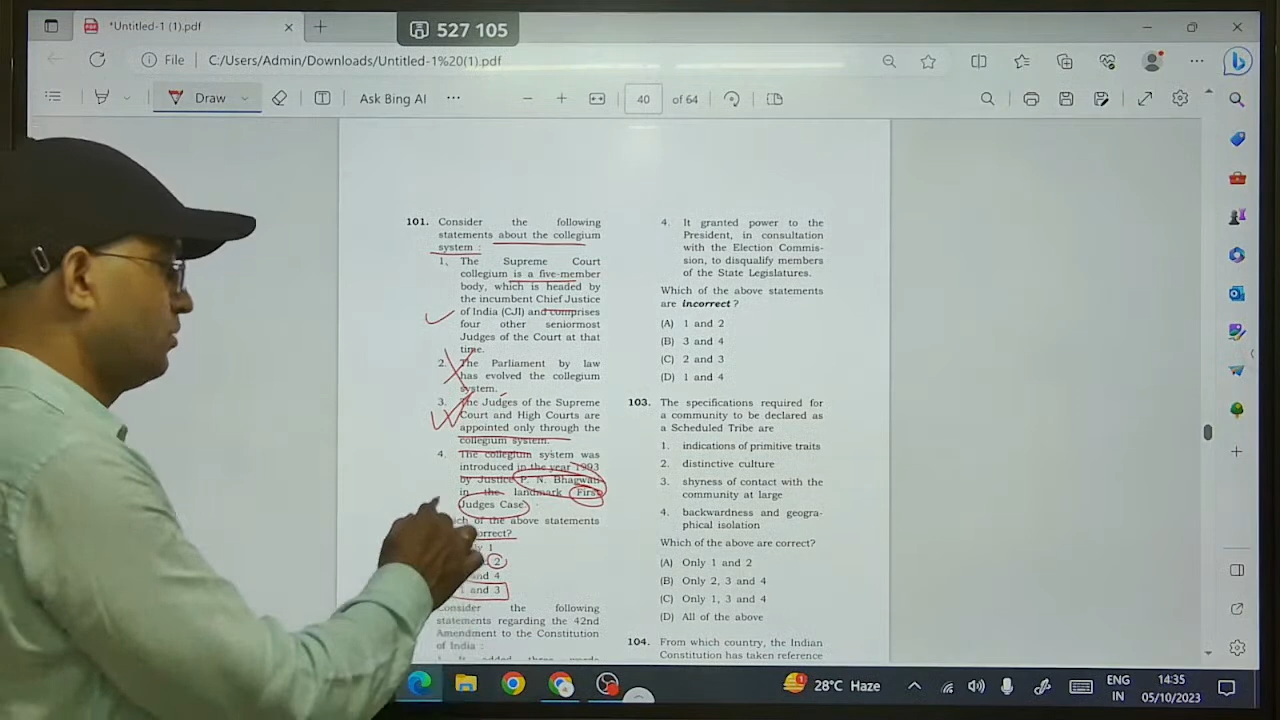 *Untitled-1 (1).pdf
527 105
File
C:/Users/Admin/Downloads/Untitled-1%20(1).pdf
Draw
Ask Bing AI
40
of 64
101. Consider the following
statements about the collegium
system :
1. The Supreme Court
collegium is a five-member
body, which is headed by
the incumbent Chief Justice
of India (CJI) and comprises
four other seniormost
Judges of the Court at that
time.
2. The Parliament by law
has evolved the collegium
system.
3. The Judges of the Supreme
Court and High Courts are
appointed only through the
collegium system.
4. The collegium system was
introduced in the year 1993
by Justice P. N. Bhagwati
in the landmark First
Judges Case.
of the above statements
1
2
and 4
and 3
Consider the following
statements regarding the 42nd
Amendment to the Constitution
of India :
1. It added three words
4. It granted power to the
President, in consultation
with the Election Commis-
sion, to disqualify members
of the State Legislatures.
Which of the above statements
are incorrect ?
(A) 1 and 2
(B) 3 and 4
(C) 2 and 3
(D) 1 and 4
103. The specifications required for
a community to be declared as
a Scheduled Tribe are
1. indications of primitive traits
2. distinctive culture
3. shyness of contact with the
community at large
4. backwardness and geogra-
phical isolation
Which of the above are correct?
(A) Only 1 and 2
(B) Only 2, 3 and 4
(C) Only 1, 3 and 4
(D) All of the above
104. From which country, the Indian
Constitution has taken reference
28°C Haze
ENG
IN
14:35
05/10/2023